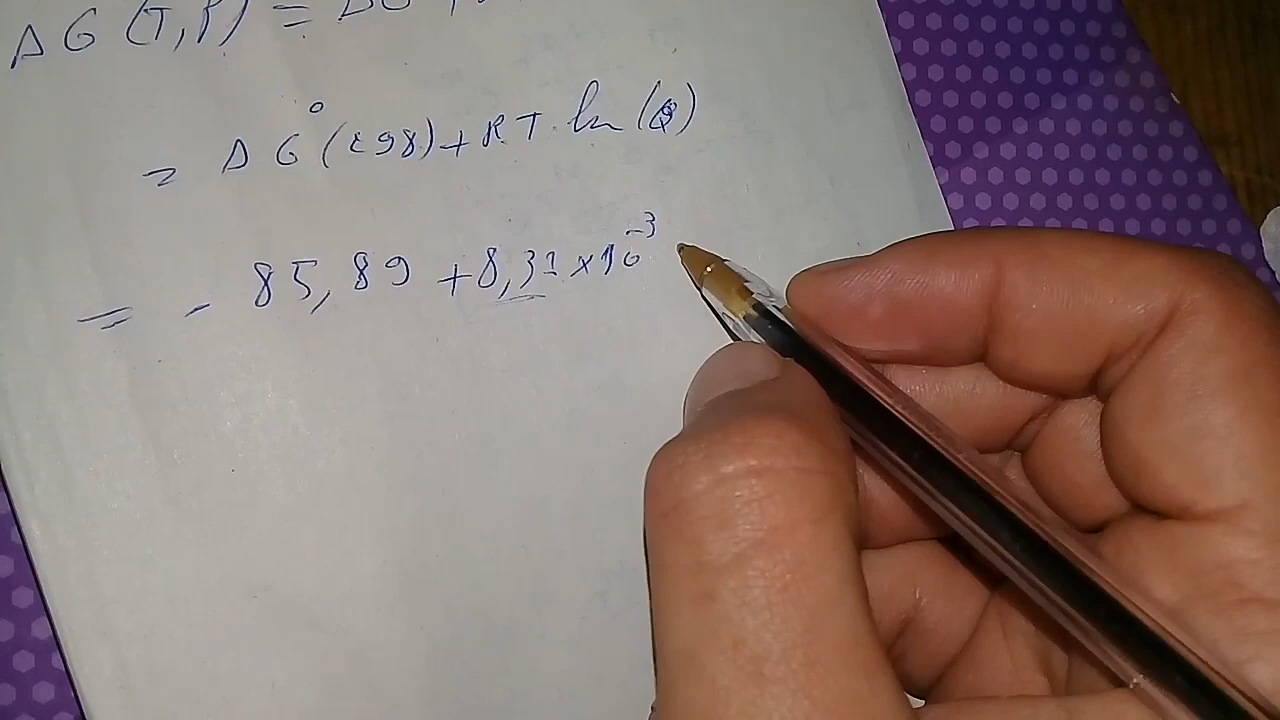 ΔG(T,P) =
= ΔG°(298) + RT. ln(Q)
= - 85,89 + 8,31 × 10⁻³